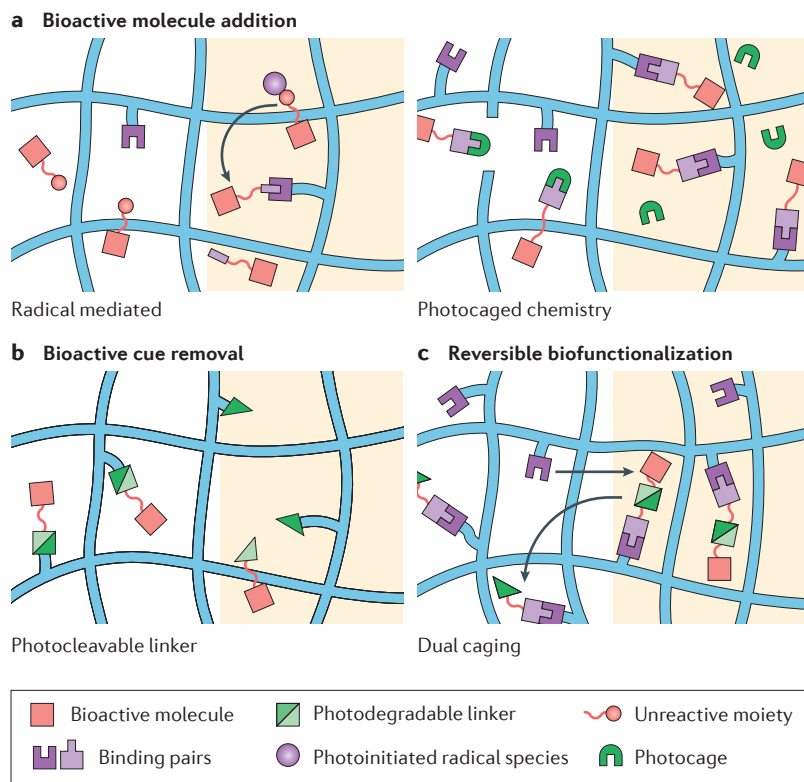 a Bioactive molecule addition
Radical mediated
Photocaged chemistry
b Bioactive cue removal
c Reversible biofunctionalization
Photocleavable linker
Dual caging
Bioactive molecule
Photodegradable linker
Unreactive moiety
Binding pairs
Photoinitiated radical species
Photocage